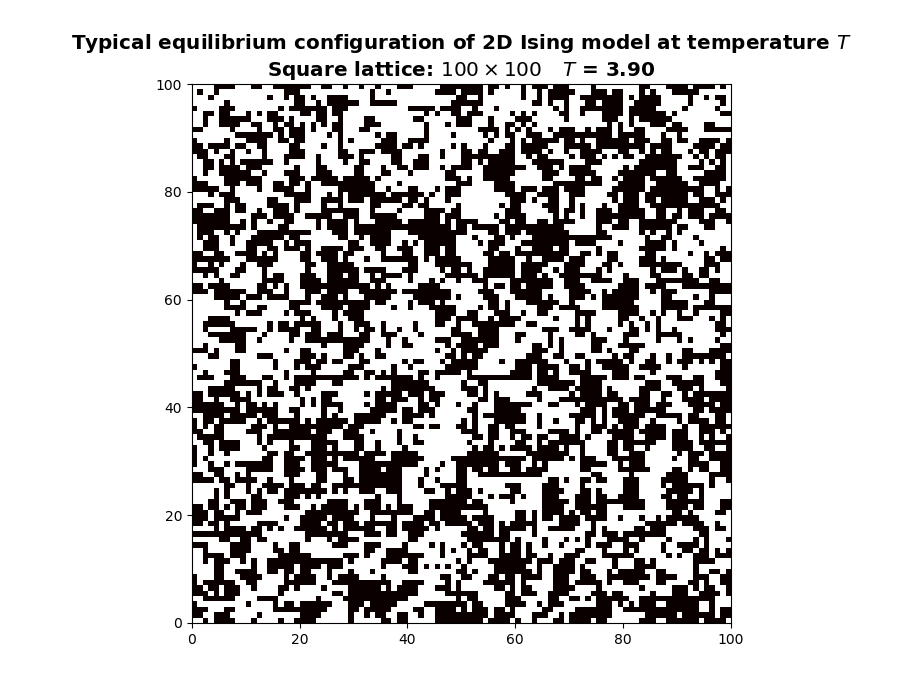 Typical equilibrium configuration of 2D Ising model at temperature T
Square lattice: 100 × 100 T = 3.90
100
80
60
40
20
0
0 20 40 60 80 100